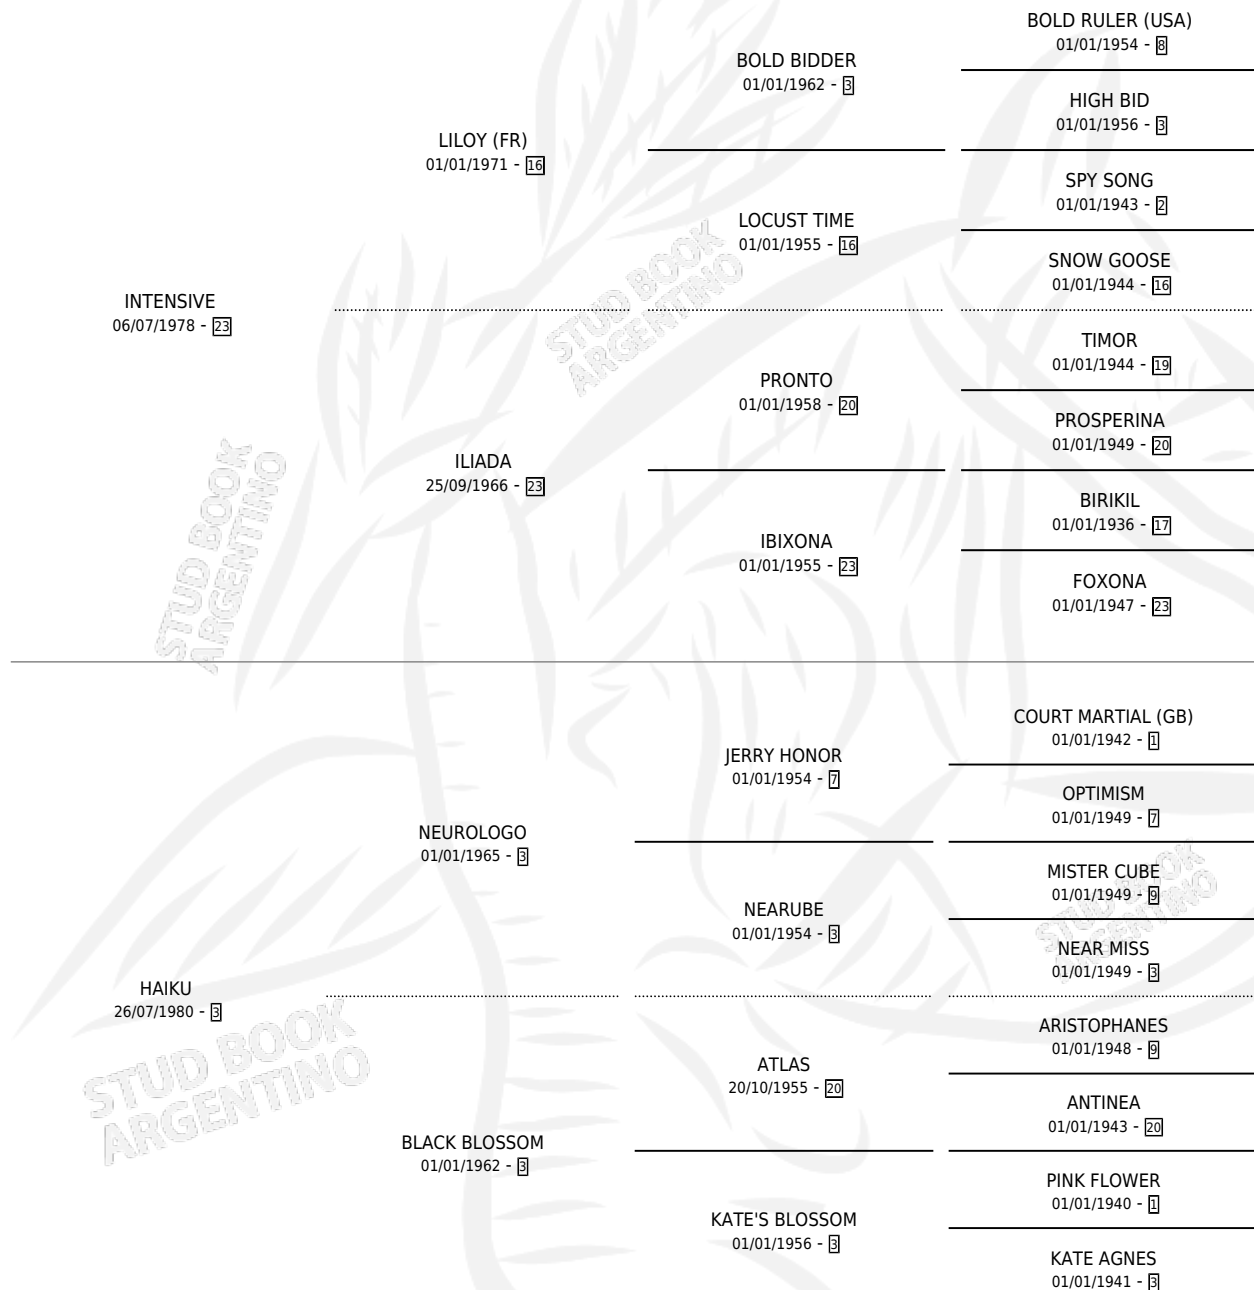 BOLD RULER (USA)
01/01/1954 - 8
BOLD BIDDER
01/01/1962 - 3
HIGH BID
01/01/1956 - 3
LILOY (FR)
01/01/1971 - 16
SPY SONG
01/01/1943 - 2
LOCUST TIME
01/01/1955 - 16
SNOW GOOSE
01/01/1944 - 16
INTENSIVE
06/07/1978 - 23
STUD BOOK
ARGENTINO
TIMOR
01/01/1944 - 19
PRONTO
01/01/1958 - 20
PROSPERINA
01/01/1949 - 20
ILIADA
25/09/1966 - 23
BIRIKIL
01/01/1936 - 17
IBIXONA
01/01/1955 - 23
FOXONA
01/01/1947 - 23
STUD BOOK
ARGENTINO
COURT MARTIAL (GB)
01/01/1942 - 1
JERRY HONOR
01/01/1954 - 7
OPTIMISM
01/01/1949 - 7
NEUROLOGO
01/01/1965 - 3
MISTER CUBE
01/01/1949 - 9
NEARUBE
01/01/1954 - 3
STUD BOOK
ARGENTINO
NEAR MISS
01/01/1949 - 3
HAIKU
26/07/1980 - 3
STUD BOOK
ARGENTINO
ARISTOPHANES
01/01/1948 - 9
ATLAS
20/10/1955 - 20
ANTINEA
01/01/1943 - 20
BLACK BLOSSOM
01/01/1962 - 3
PINK FLOWER
01/01/1940 - 1
KATE'S BLOSSOM
01/01/1956 - 3
KATE AGNES
01/01/1941 - 3